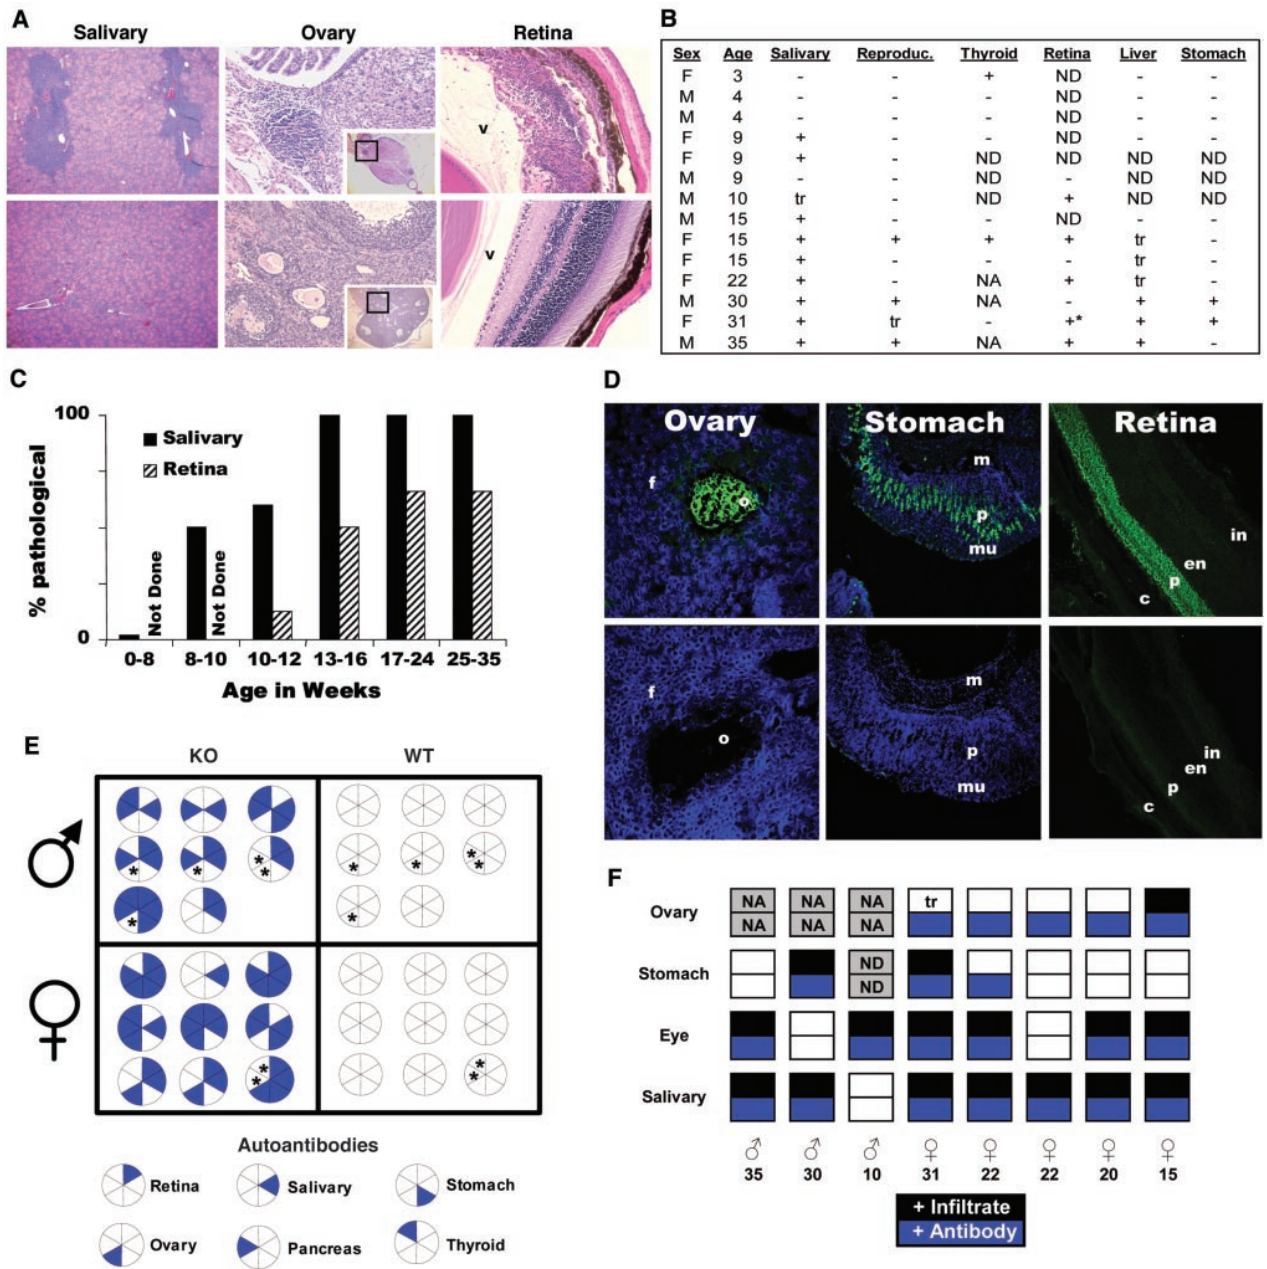 A
Salivary Ovary Retina
v
v
B
Sex Age Salivary Reproduc. Thyroid Retina Liver Stomach
F 3 - - + ND - -
M 4 - - - ND - -
M 4 - - - ND - -
F 9 + - - ND - -
F 9 + - ND ND ND ND
M 9 - - ND - ND ND
M 10 tr - ND + ND ND
M 15 + - - ND - -
F 15 + + + + tr -
F 15 + - - - tr -
F 22 + - NA + tr -
M 30 + + NA - + +
F 31 + tr - +* + +
M 35 + + NA + + -
C
% pathological
100
0
Salivary
Retina
Not Done
Not Done
0-8 8-10 10-12 13-16 17-24 25-35
Age in Weeks
D
Ovary Stomach Retina
f o
m p mu
in en p c
f o
m p mu
in en p c
E
KO WT
♂
* * * *
*
* * * *
*
♀
* *
* *
Autoantibodies
Retina Salivary Stomach
Ovary Pancreas Thyroid
F
Ovary NA NA NA tr
NA NA NA
Stomach ND
ND
Eye
Salivary
♂ ♂ ♂ ♀ ♀ ♀ ♀ ♀
35 30 10 31 22 22 20 15
+ Infiltrate
+ Antibody